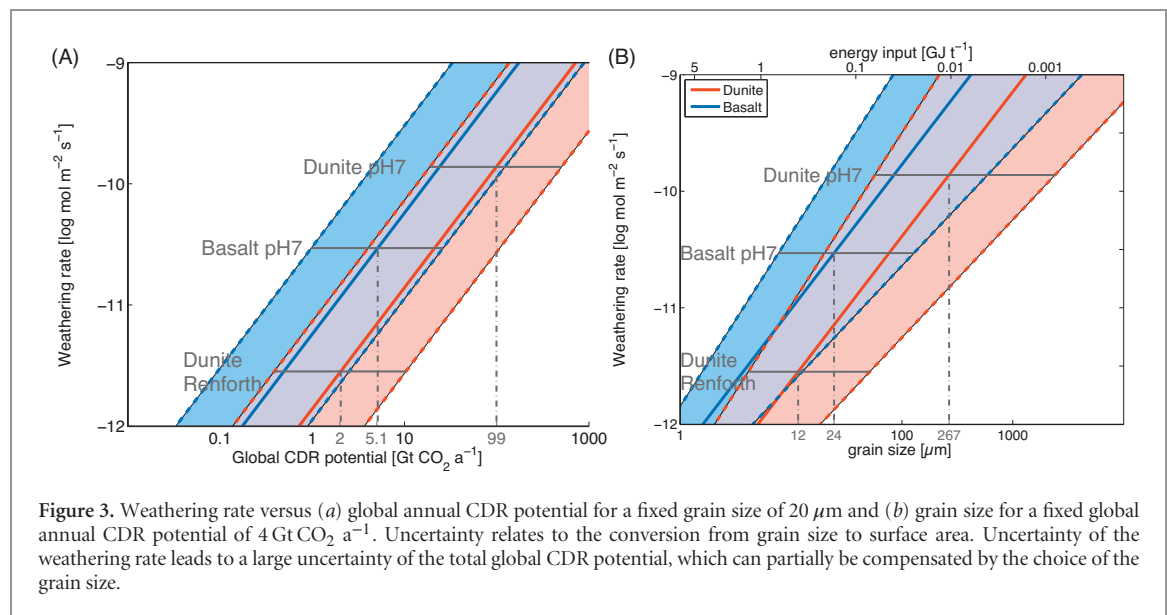 (A)
−9
−10
−11
−12
Weathering rate [log mol m⁻² s⁻¹]
Dunite pH7
Basalt pH7
Dunite
Renforth
0.1
1
2
5.1
10
99
1000
Global CDR potential [Gt CO₂ a⁻¹]
(B)
energy input [GJ t⁻¹]
5
1
0.1
0.01
0.001
Dunite
Basalt
−9
−10
−11
−12
Weathering rate [log mol m⁻² s⁻¹]
Dunite pH7
Basalt pH7
Dunite
Renforth
1
12
24
100
267
1000
grain size [μm]
Figure 3. Weathering rate versus (a) global annual CDR potential for a fixed grain size of 20 μm and (b) grain size for a fixed global
annual CDR potential of 4 Gt CO₂ a⁻¹. Uncertainty relates to the conversion from grain size to surface area. Uncertainty of the
weathering rate leads to a large uncertainty of the total global CDR potential, which can partially be compensated by the choice of the
grain size.